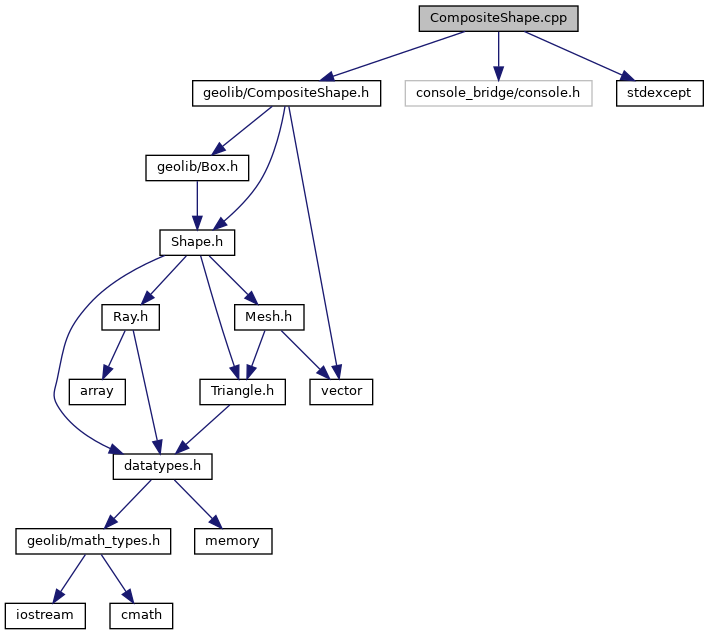 CompositeShape.cpp
geolib/CompositeShape.h
console_bridge/console.h
stdexcept
geolib/Box.h
Shape.h
Ray.h
Mesh.h
array
Triangle.h
vector
datatypes.h
geolib/math_types.h
memory
iostream
cmath